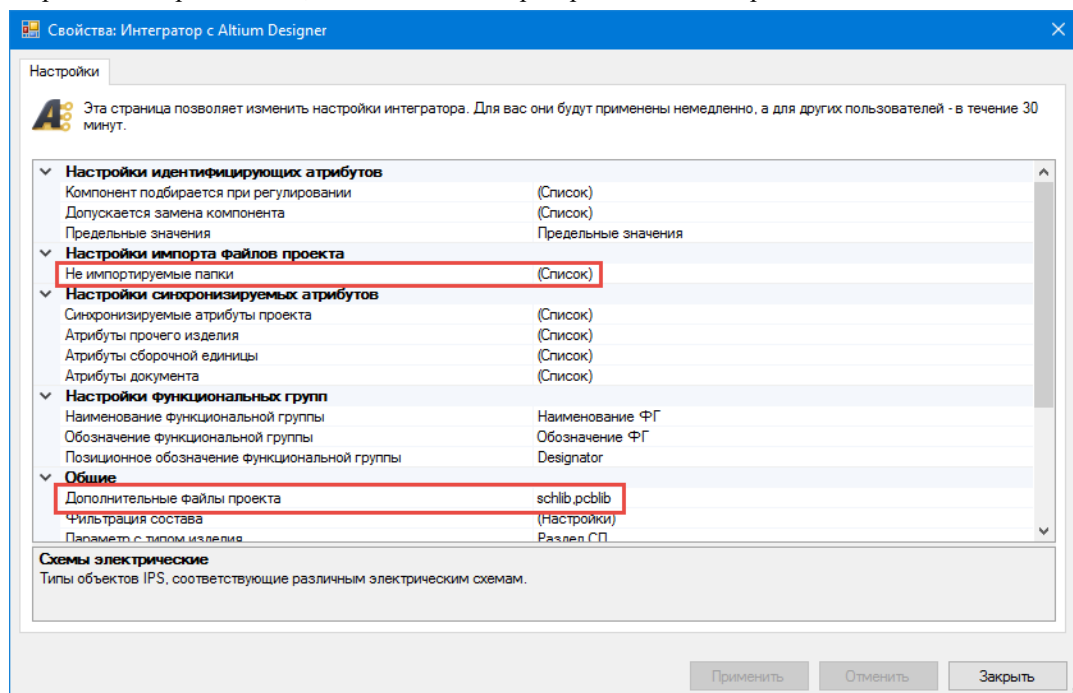 Свойства: Интегратор с Altium Designer
Настройки
Эта страница позволяет изменить настройки интегратора. Для вас они будут применены немедленно, а для других пользователей - в течение 30
минут.
Настройки идентифицирующих атрибутов
Компонент подбирается при регулировании (Список)
Допускается замена компонента (Список)
Предельные значения Предельные значения
Настройки импорта файлов проекта
Не импортируемые папки (Список)
Настройки синхронизируемых атрибутов
Синхронизируемые атрибуты проекта (Список)
Атрибуты прочего изделия (Список)
Атрибуты сборочной единицы (Список)
Атрибуты документа (Список)
Настройки функциональных групп
Наименование функциональной группы Наименование ФГ
Обозначение функциональной группы Обозначение ФГ
Позиционное обозначение функциональной группы Designator
Общие
Дополнительные файлы проекта schlib,pcblib
Фильтрация состава (Настройки)
Параметр с типом изделия Раздел СП
Схемы электрические
Типы объектов IPS, соответствующие различным электрическим схемам.
Применить Отменить Закрыть